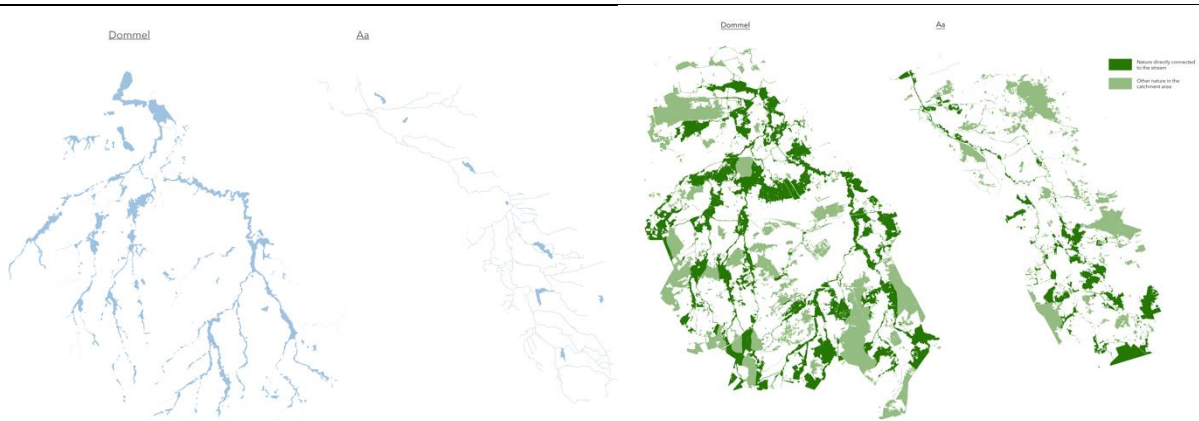 Dommel
Aa
Dommel
Aa
Nature directly connected
to the stream
Other nature in the
catchment area